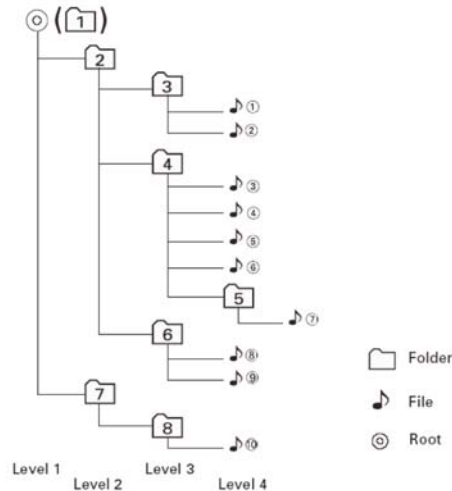 (1)
2
3
①
②
4
③
④
⑤
⑥
5
⑦
6
⑧
⑨
7
8
⑩
Folder
File
Root
Level 1
Level 2
Level 3
Level 4